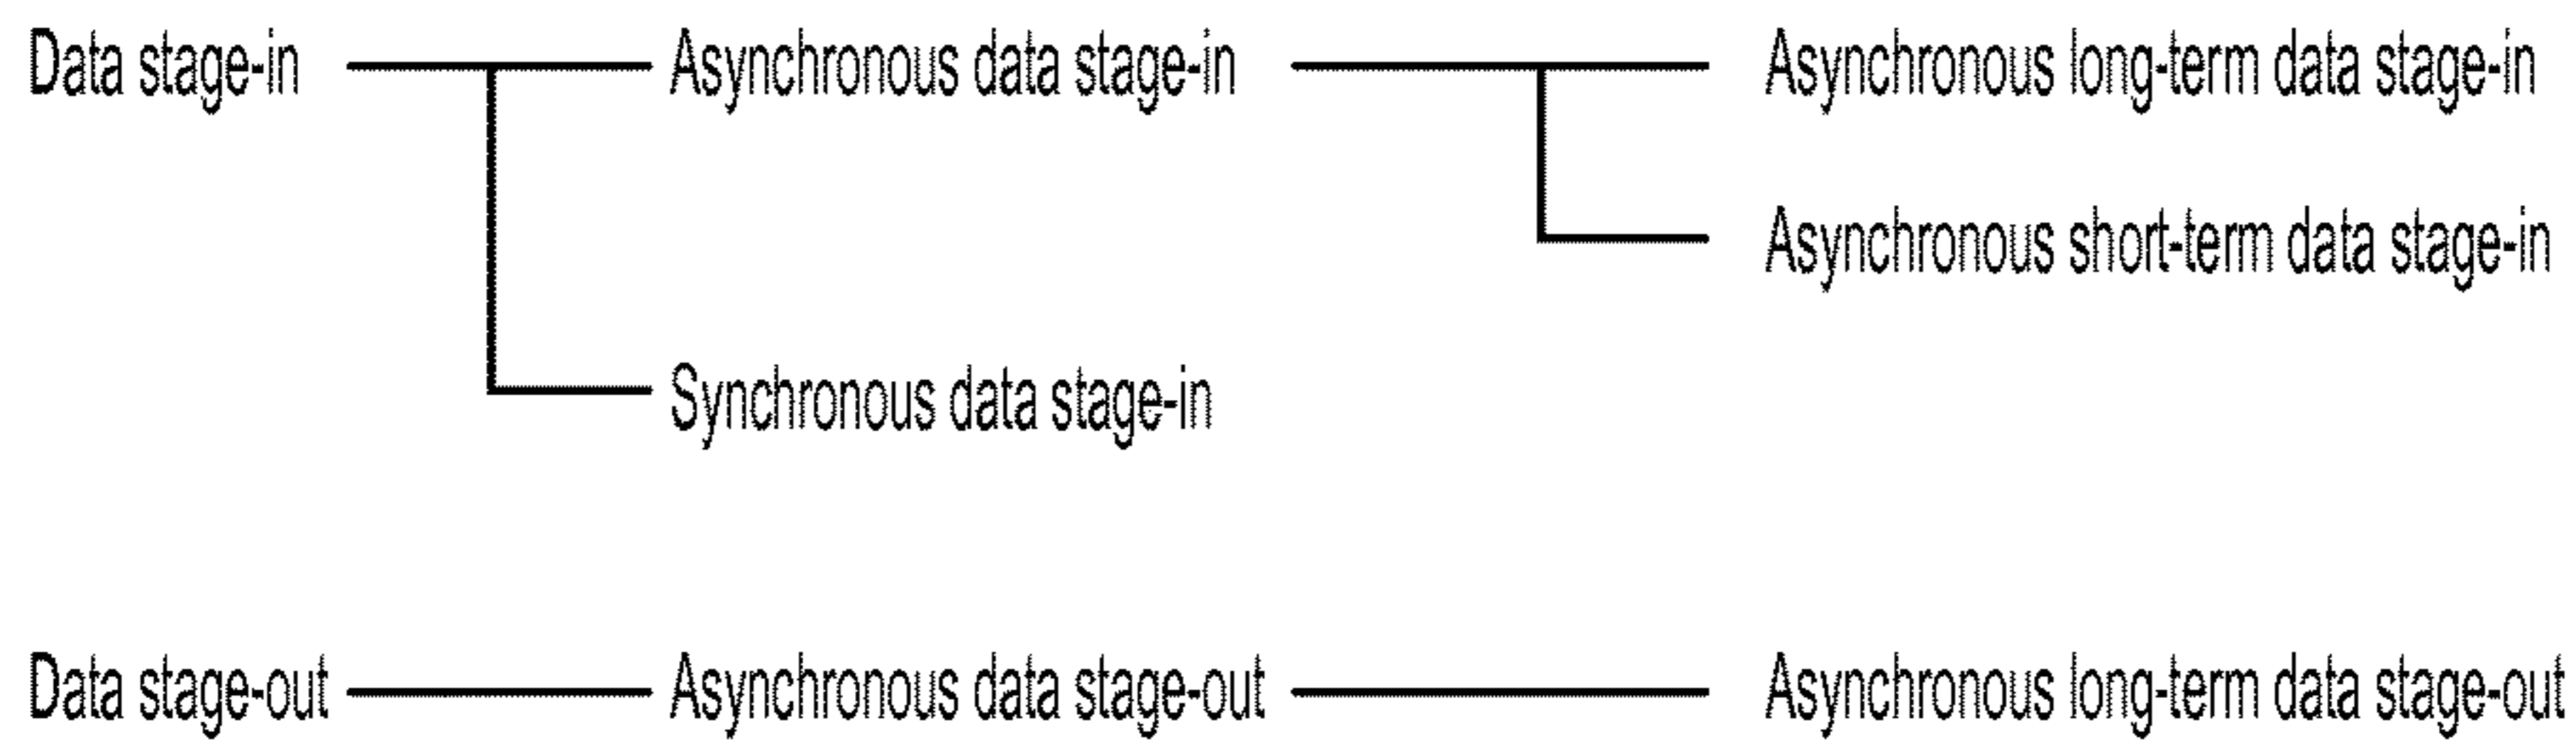 Data stage-in
Asynchronous data stage-in
Asynchronous long-term data stage-in
Asynchronous short-term data stage-in
Synchronous data stage-in
Data stage-out
Asynchronous data stage-out
Asynchronous long-term data stage-out